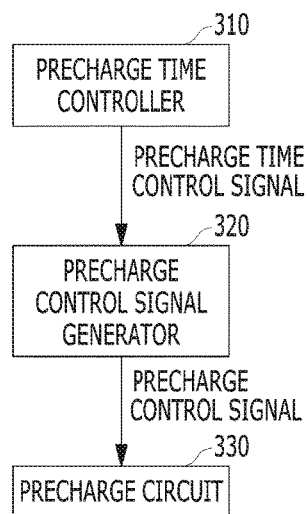 310
PRECHARGE TIME
CONTROLLER
PRECHARGE TIME
CONTROL SIGNAL
320
PRECHARGE
CONTROL SIGNAL
GENERATOR
PRECHARGE
CONTROL SIGNAL
330
PRECHARGE CIRCUIT